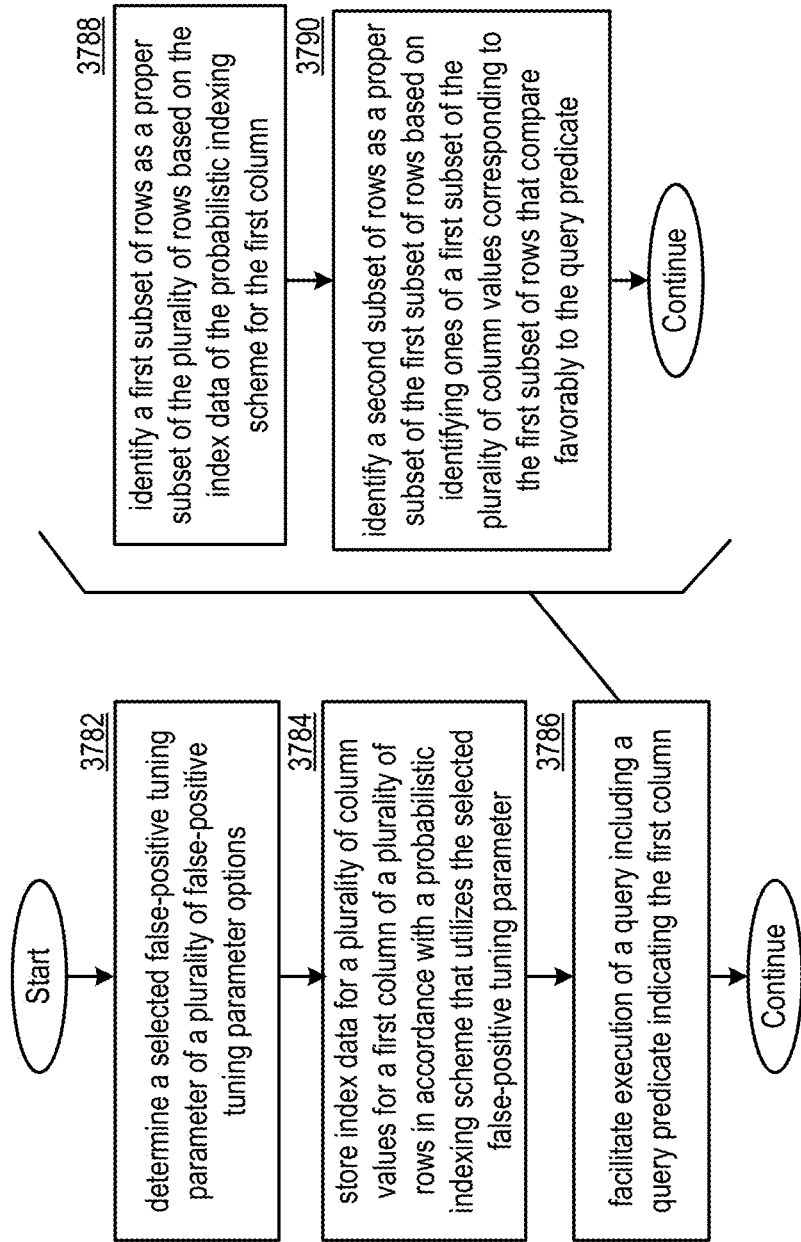 Start
3782
determine a selected false-positive tuning
parameter of a plurality of false-positive
tuning parameter options
3784
store index data for a plurality of column
values for a first column of a plurality of
rows in accordance with a probabilistic
indexing scheme that utilizes the selected
false-positive tuning parameter
3786
facilitate execution of a query including a
query predicate indicating the first column
Continue
3788
identify a first subset of rows as a proper
subset of the plurality of rows based on the
index data of the probabilistic indexing
scheme for the first column
3790
identify a second subset of rows as a proper
subset of the first subset of rows based on
identifying ones of a first subset of the
plurality of column values corresponding to
the first subset of rows that compare
favorably to the query predicate
Continue